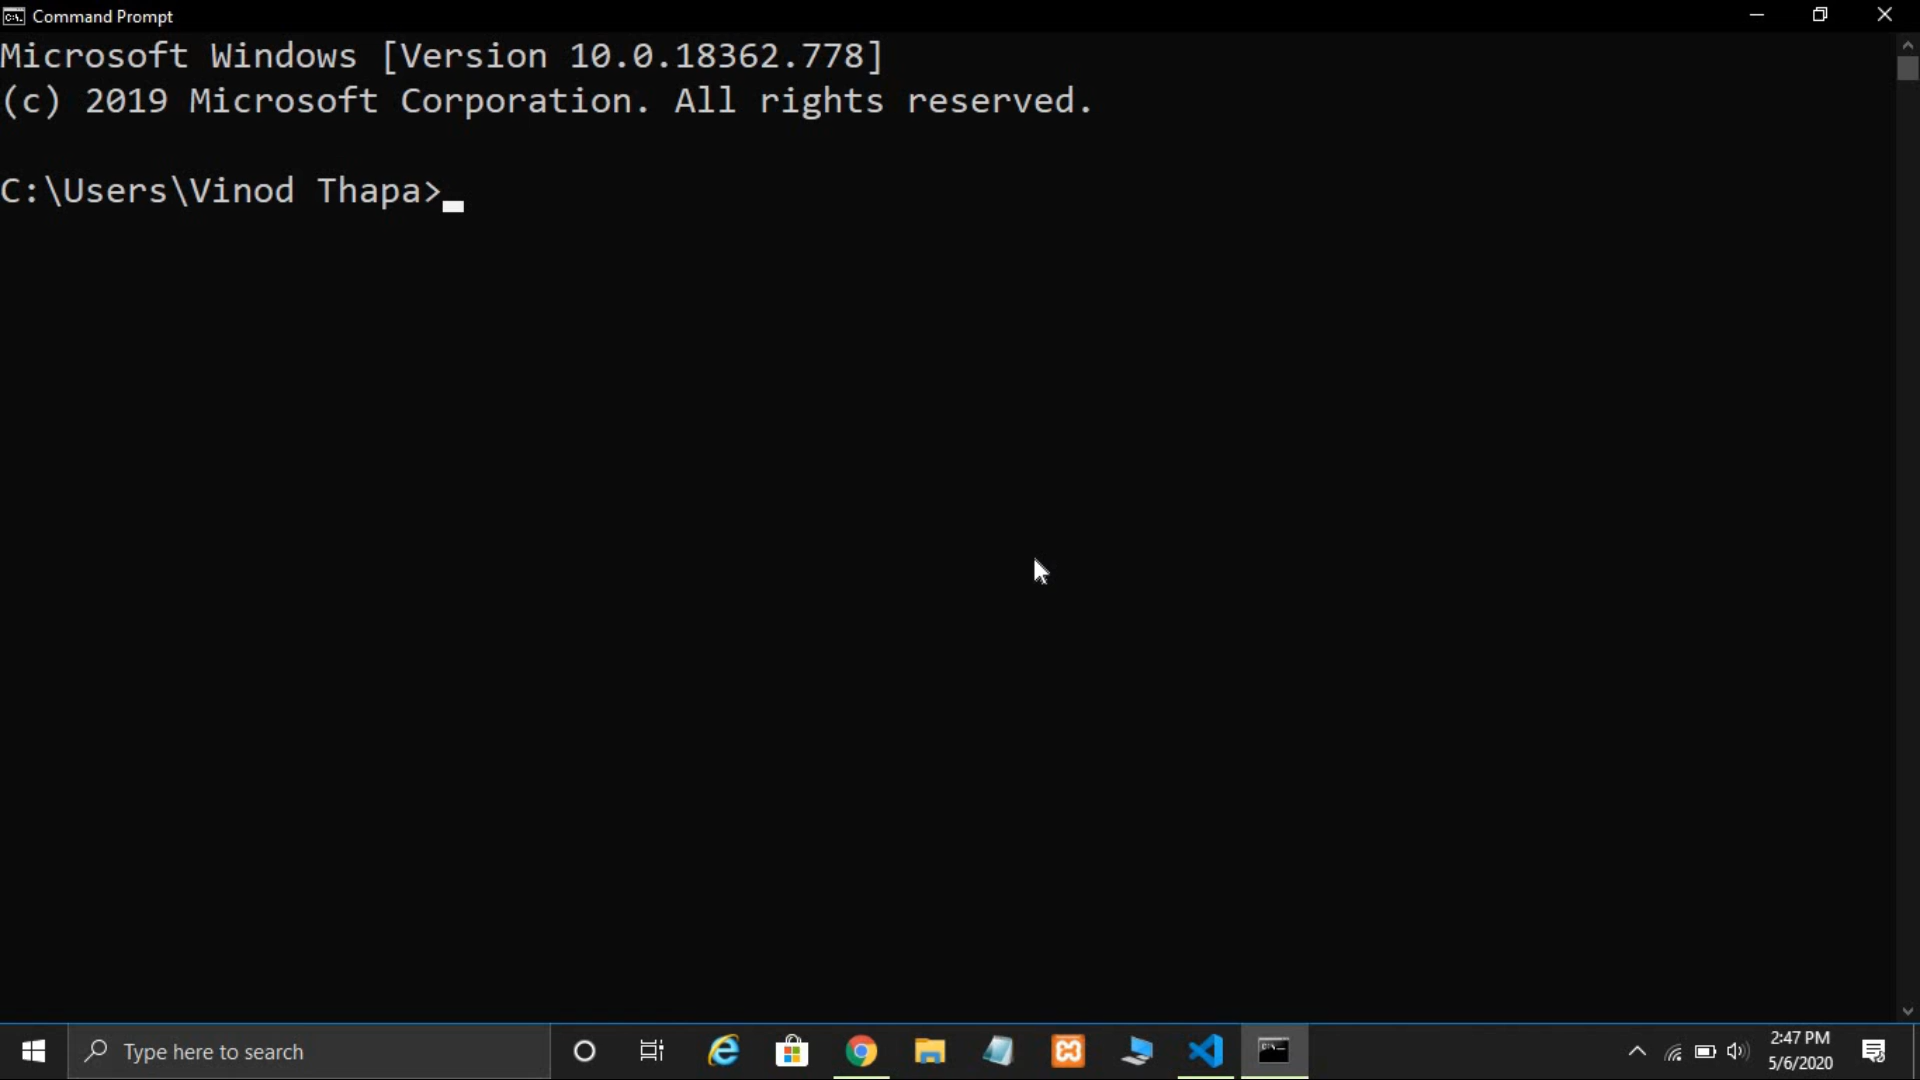 Command Prompt
Microsoft Windows [Version 10.0.18362.778]
(c) 2019 Microsoft Corporation. All rights reserved.
C:\Users\Vinod Thapa>
Type here to search
2:47 PM
5/6/2020